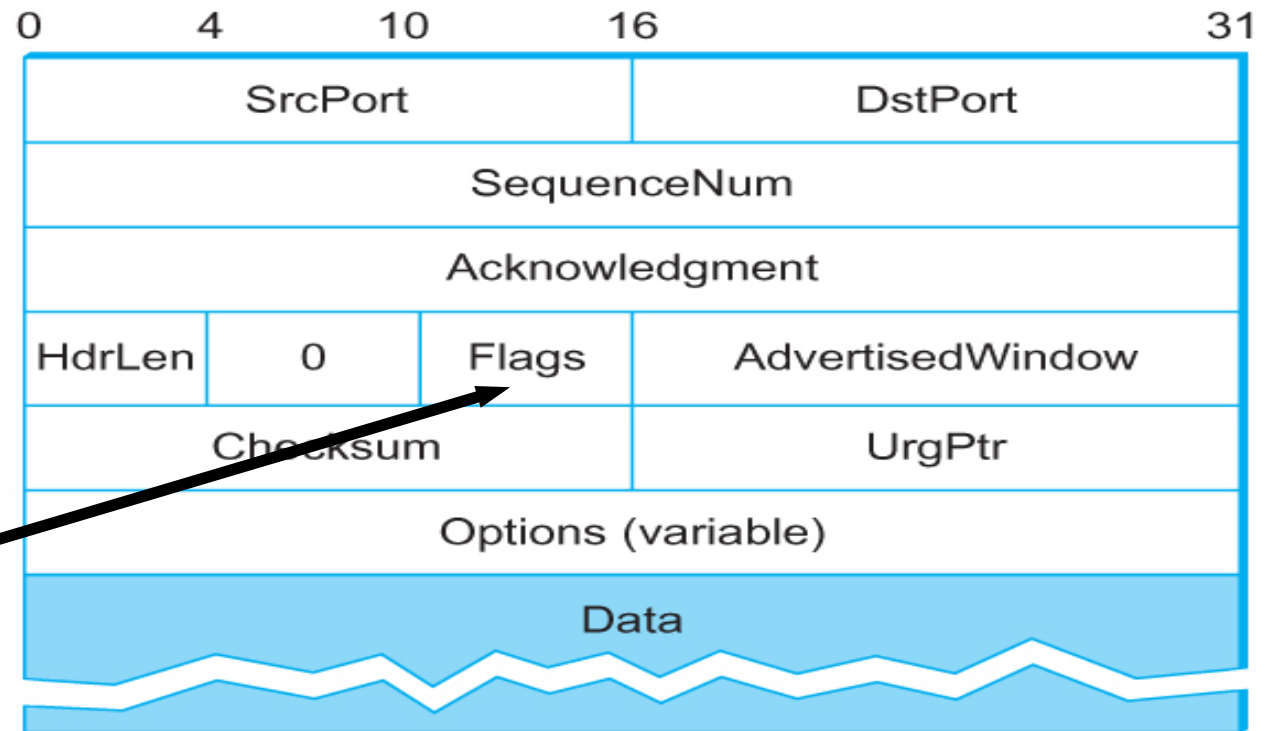 0 4 10 16 31
SrcPort DstPort
SequenceNum
Acknowledgment
HdrLen 0 Flags AdvertisedWindow
Checksum UrgPtr
Options (variable)
Data